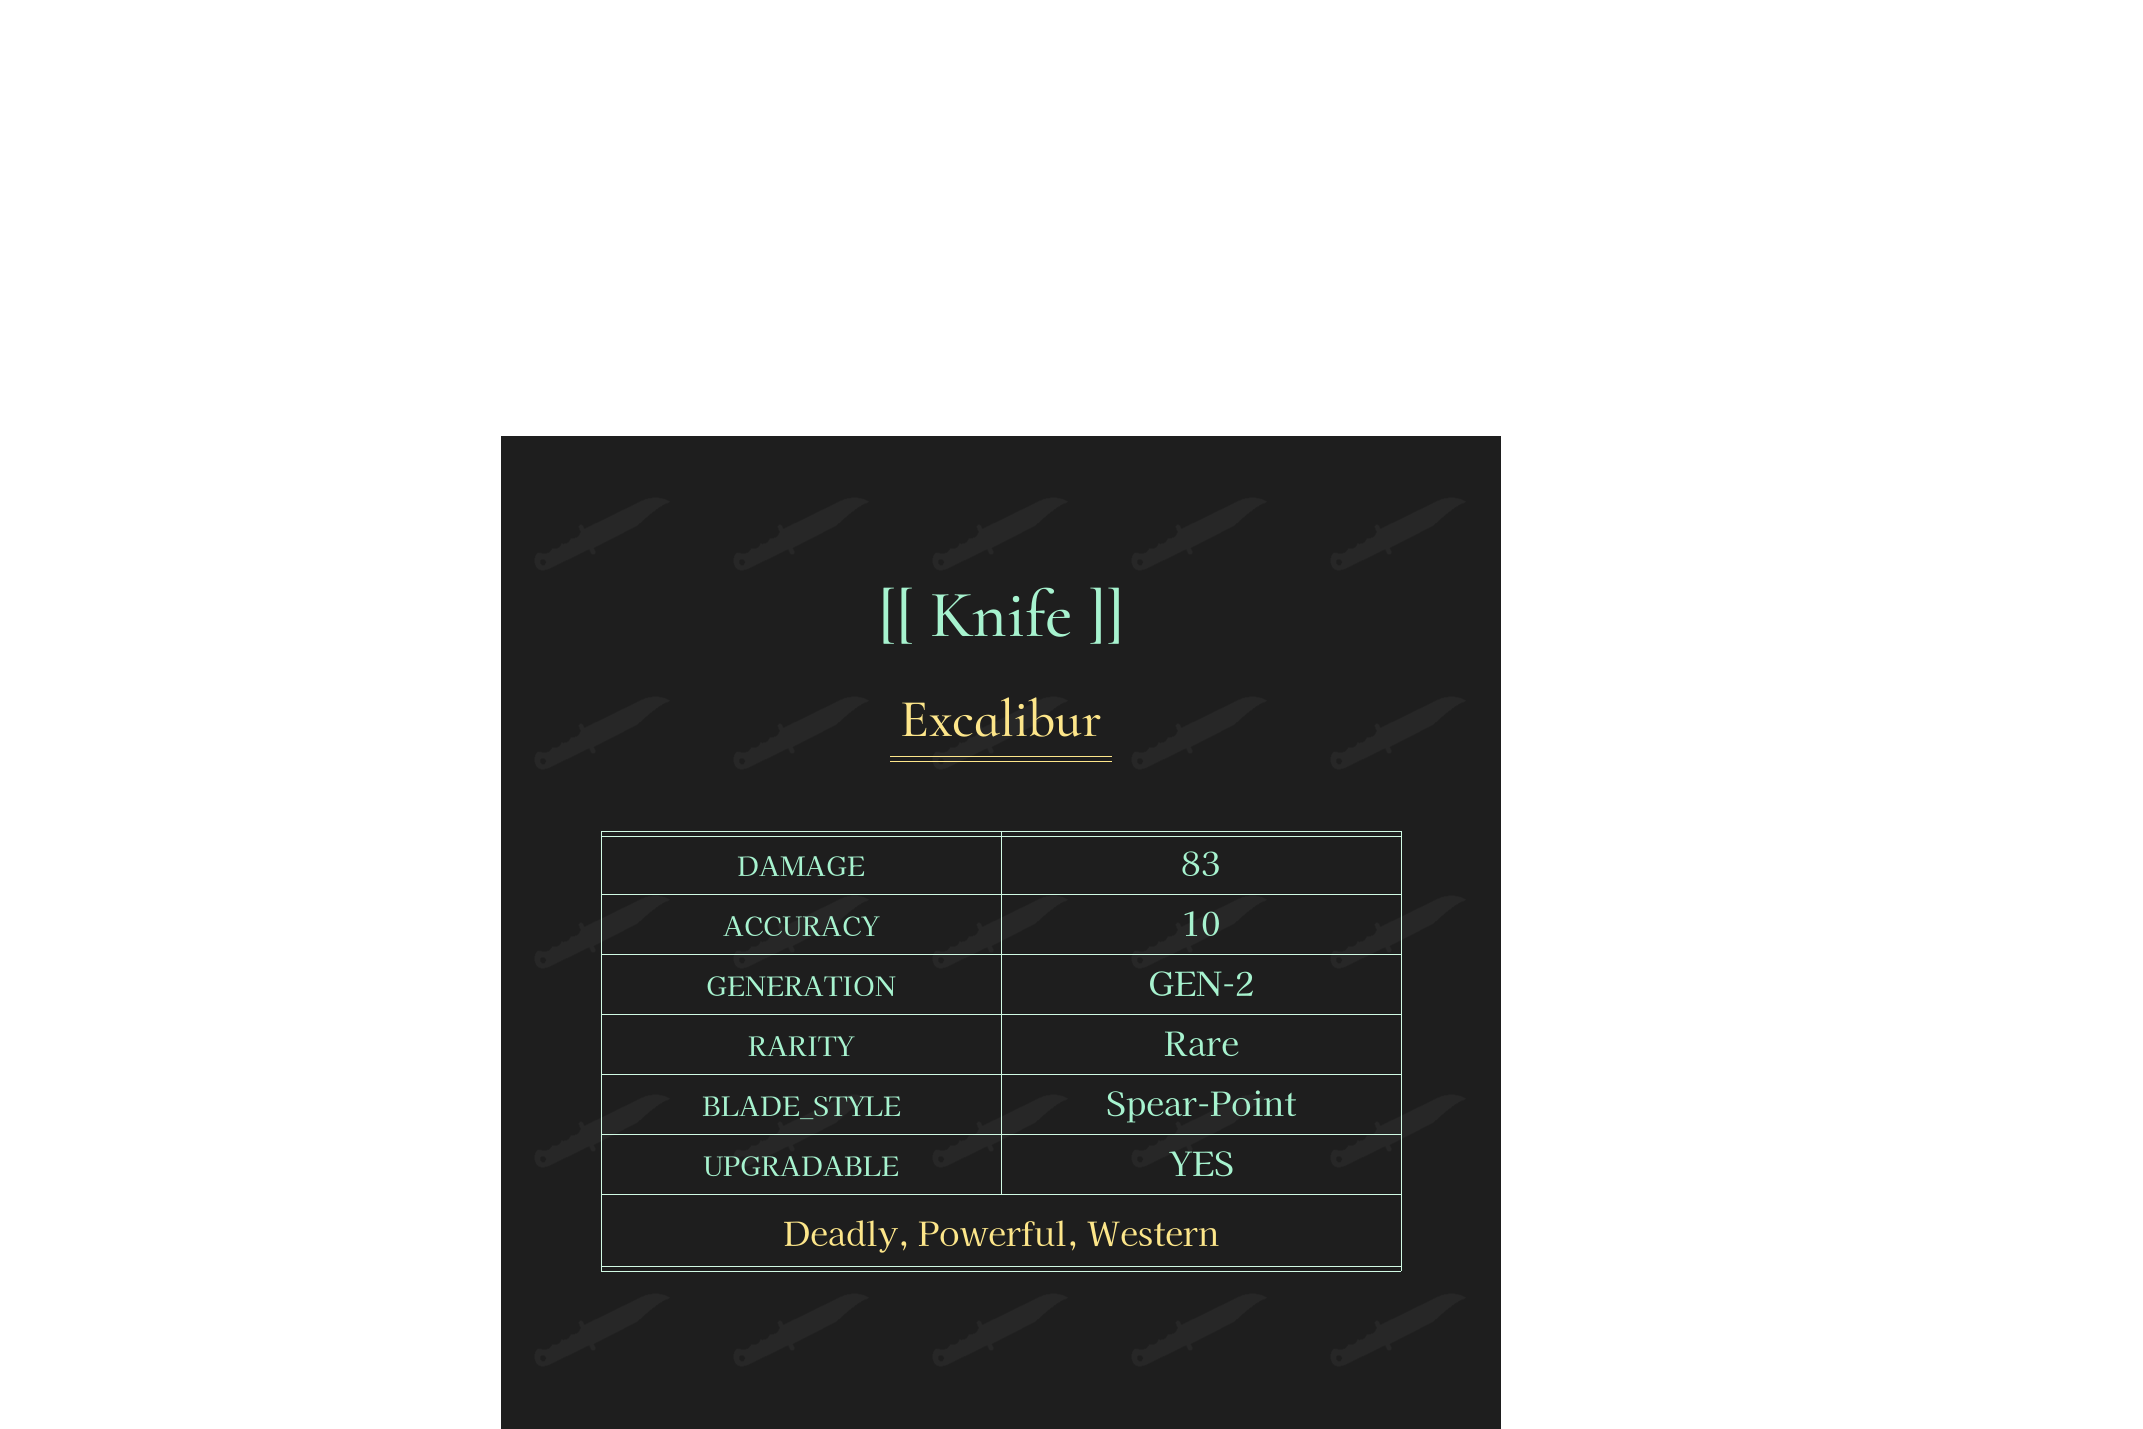 [[ Knife ]]
Excalibur
DAMAGE 83
ACCURACY 10
GENERATION GEN-2
RARITY Rare
BLADE_STYLE Spear-Point
UPGRADABLE YES
Deadly, Powerful, Western